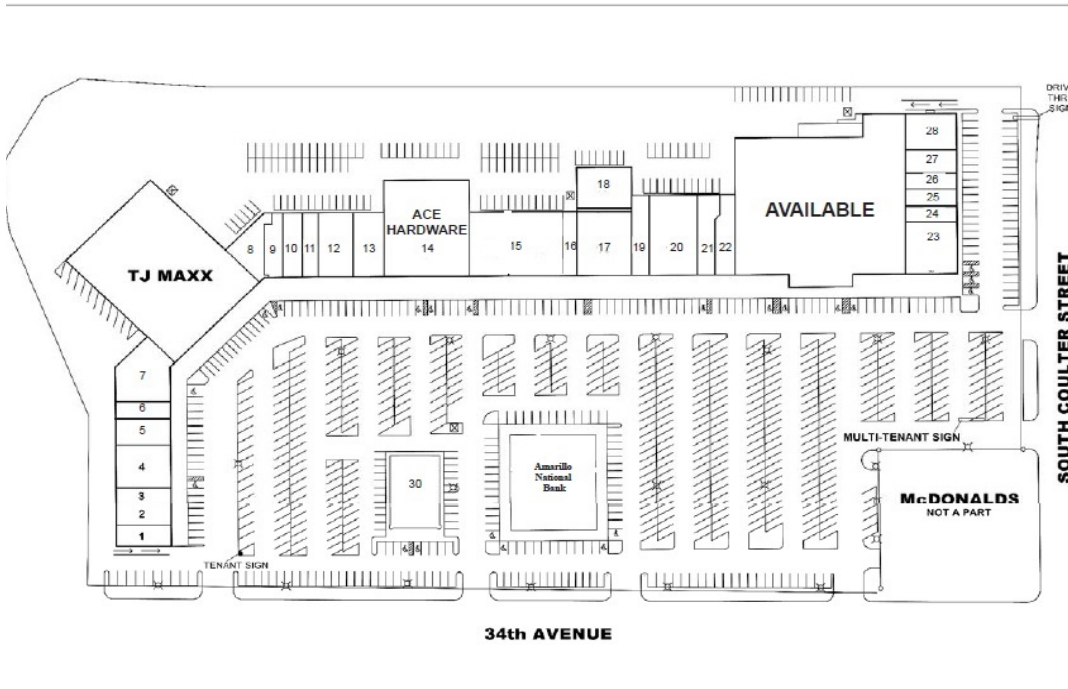 DRIV
THR
SIGN
28
27
26
25
24
23
AVAILABLE
18
ACE
HARDWARE
14
8
9
10
11
12
13
15
16
17
19
20
21
22
TJ MAXX
7
6
5
4
3
2
1
TENANT SIGN
30
Amarillo
National
Bank
MULTI-TENANT SIGN
McDONALDS
NOT A PART
SOUTH COULTER STREET
34th AVENUE